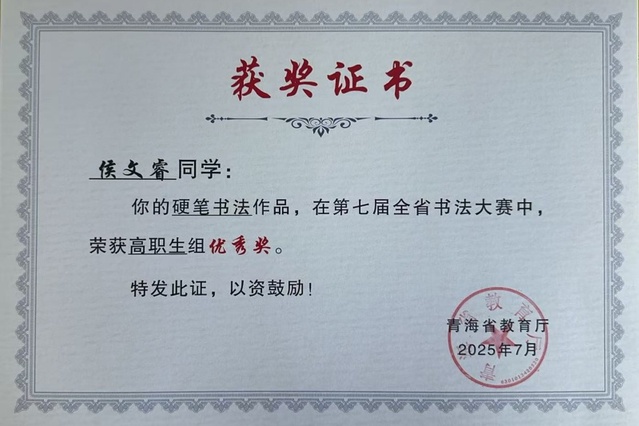 获奖证书
侯文睿同学：
你的硬笔书法作品，在第七届全省书法大赛中，
荣获高职生组优秀奖。
特发此证，以资鼓励！
青海省教育厅
2025年7月